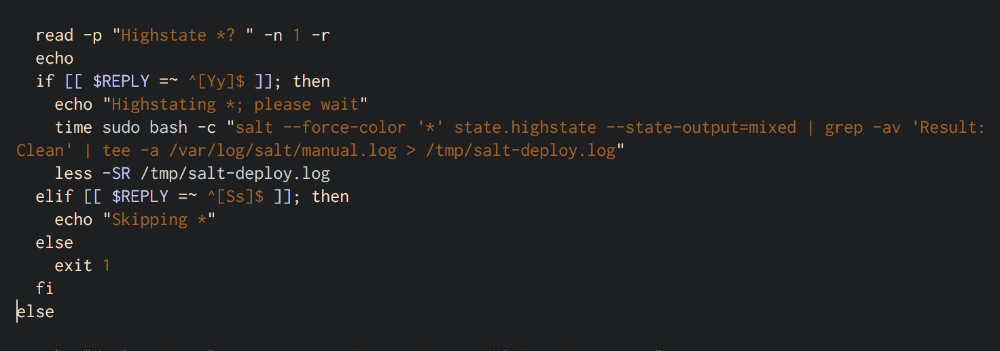 read -p "Highstate *? " -n 1 -r
echo
if [[ $REPLY =~ ^[Yy]$ ]]; then
echo "Highstating *; please wait"
time sudo bash -c "salt --force-color '*' state.highstate --state-output=mixed | grep -av 'Result:
Clean' | tee -a /var/log/salt/manual.log > /tmp/salt-deploy.log"
less -SR /tmp/salt-deploy.log
elif [[ $REPLY =~ ^[Ss]$ ]]; then
echo "Skipping *"
else
exit 1
fi
else